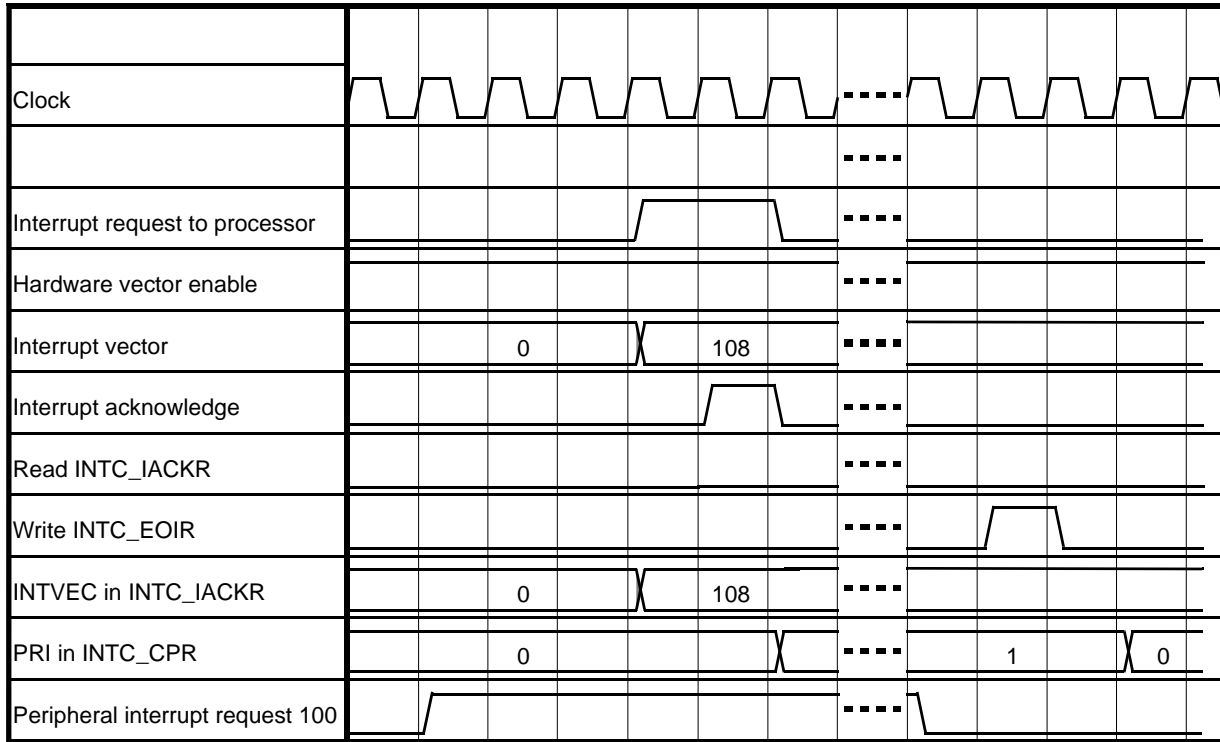 Clock
Interrupt request to processor
Hardware vector enable
Interrupt vector
0
108
Interrupt acknowledge
Read INTC_IACKR
Write INTC_EOIR
INTVEC in INTC_IACKR
0
108
PRI in INTC_CPR
0
1
0
Peripheral interrupt request 100